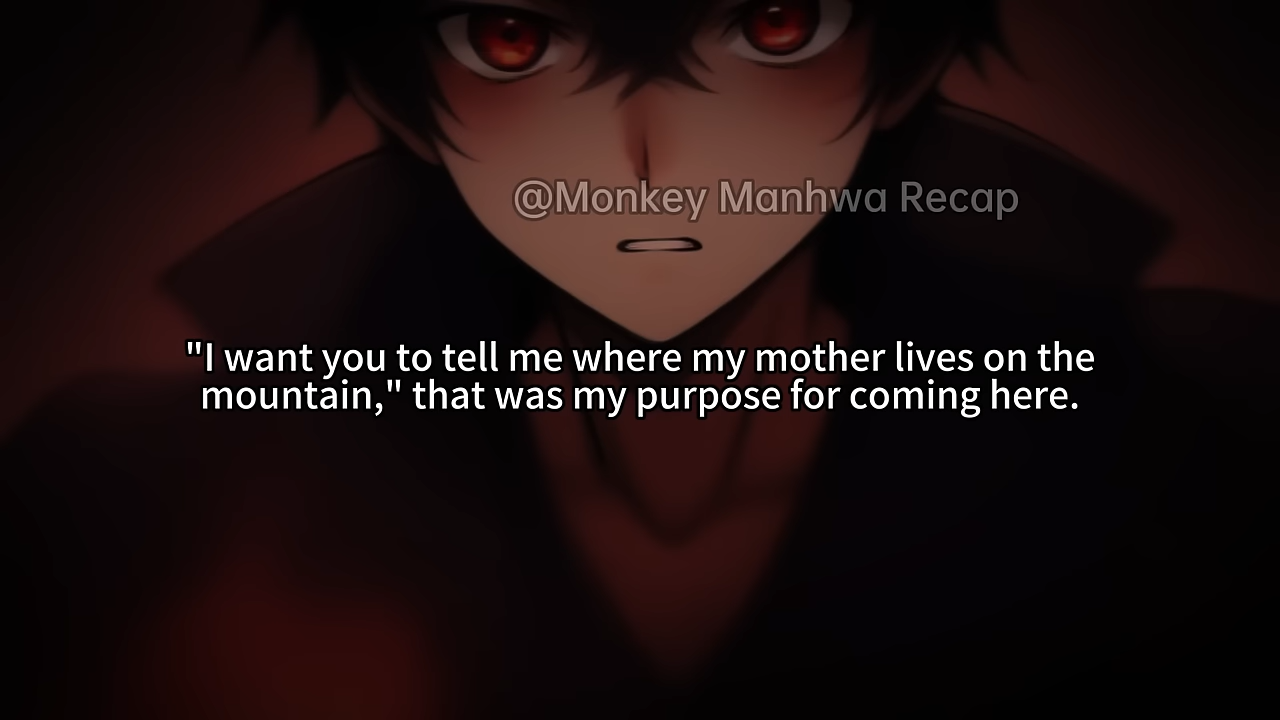 @Monkey Manhwa Recap
"I want you to tell me where my mother lives on the
mountain," that was my purpose for coming here.